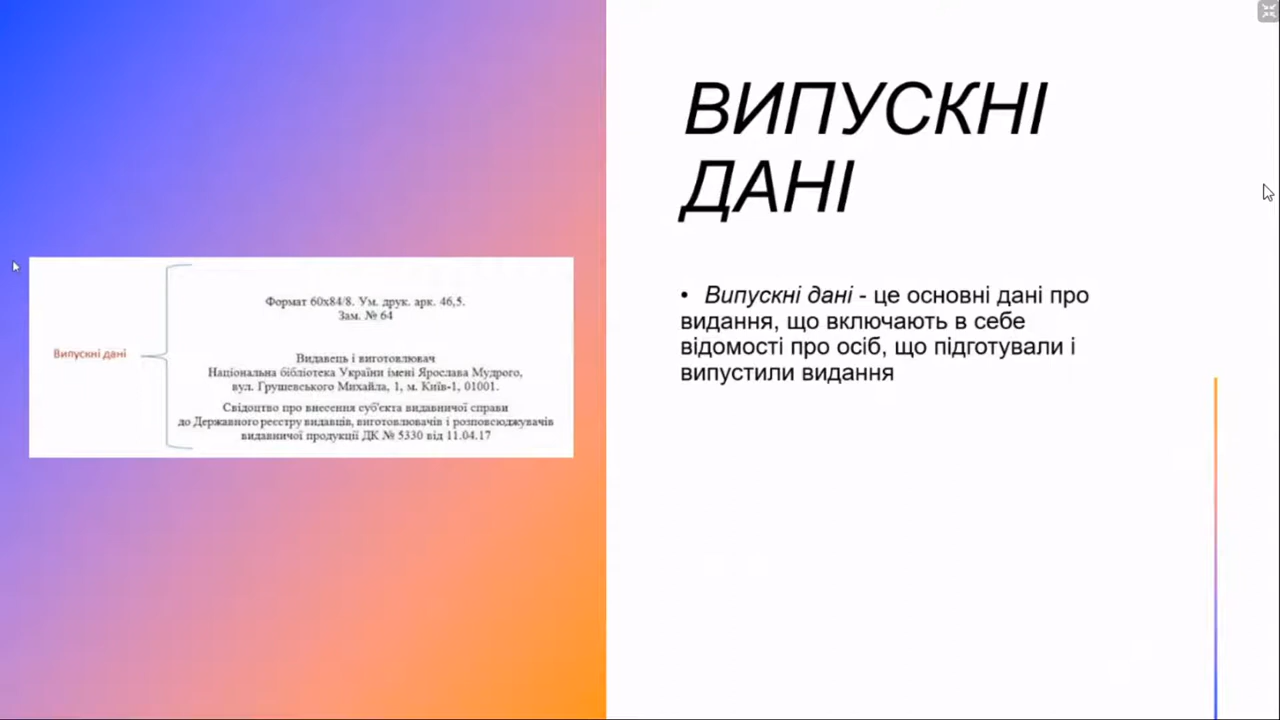 ВИПУСКНІ
ДАНІ
• Випускні дані - це основні дані про
видання, що включають в себе
відомості про осіб, що підготували і
випустили видання
Випускні дані
Формат 60х84/8. Ум. друк. арк. 46,5.
Зам. № 64
Видавець і виготовлювач
Національна бібліотека України імені Ярослава Мудрого,
вул. Грушевського Михайла, 1, м. Київ-1, 01001.
Свідоцтво про внесення суб'єкта видавничої справи
до Державного реєстру видавців, виготовлювачів і розповсюджувачів
видавничої продукції ДК № 5330 від 11.04.17